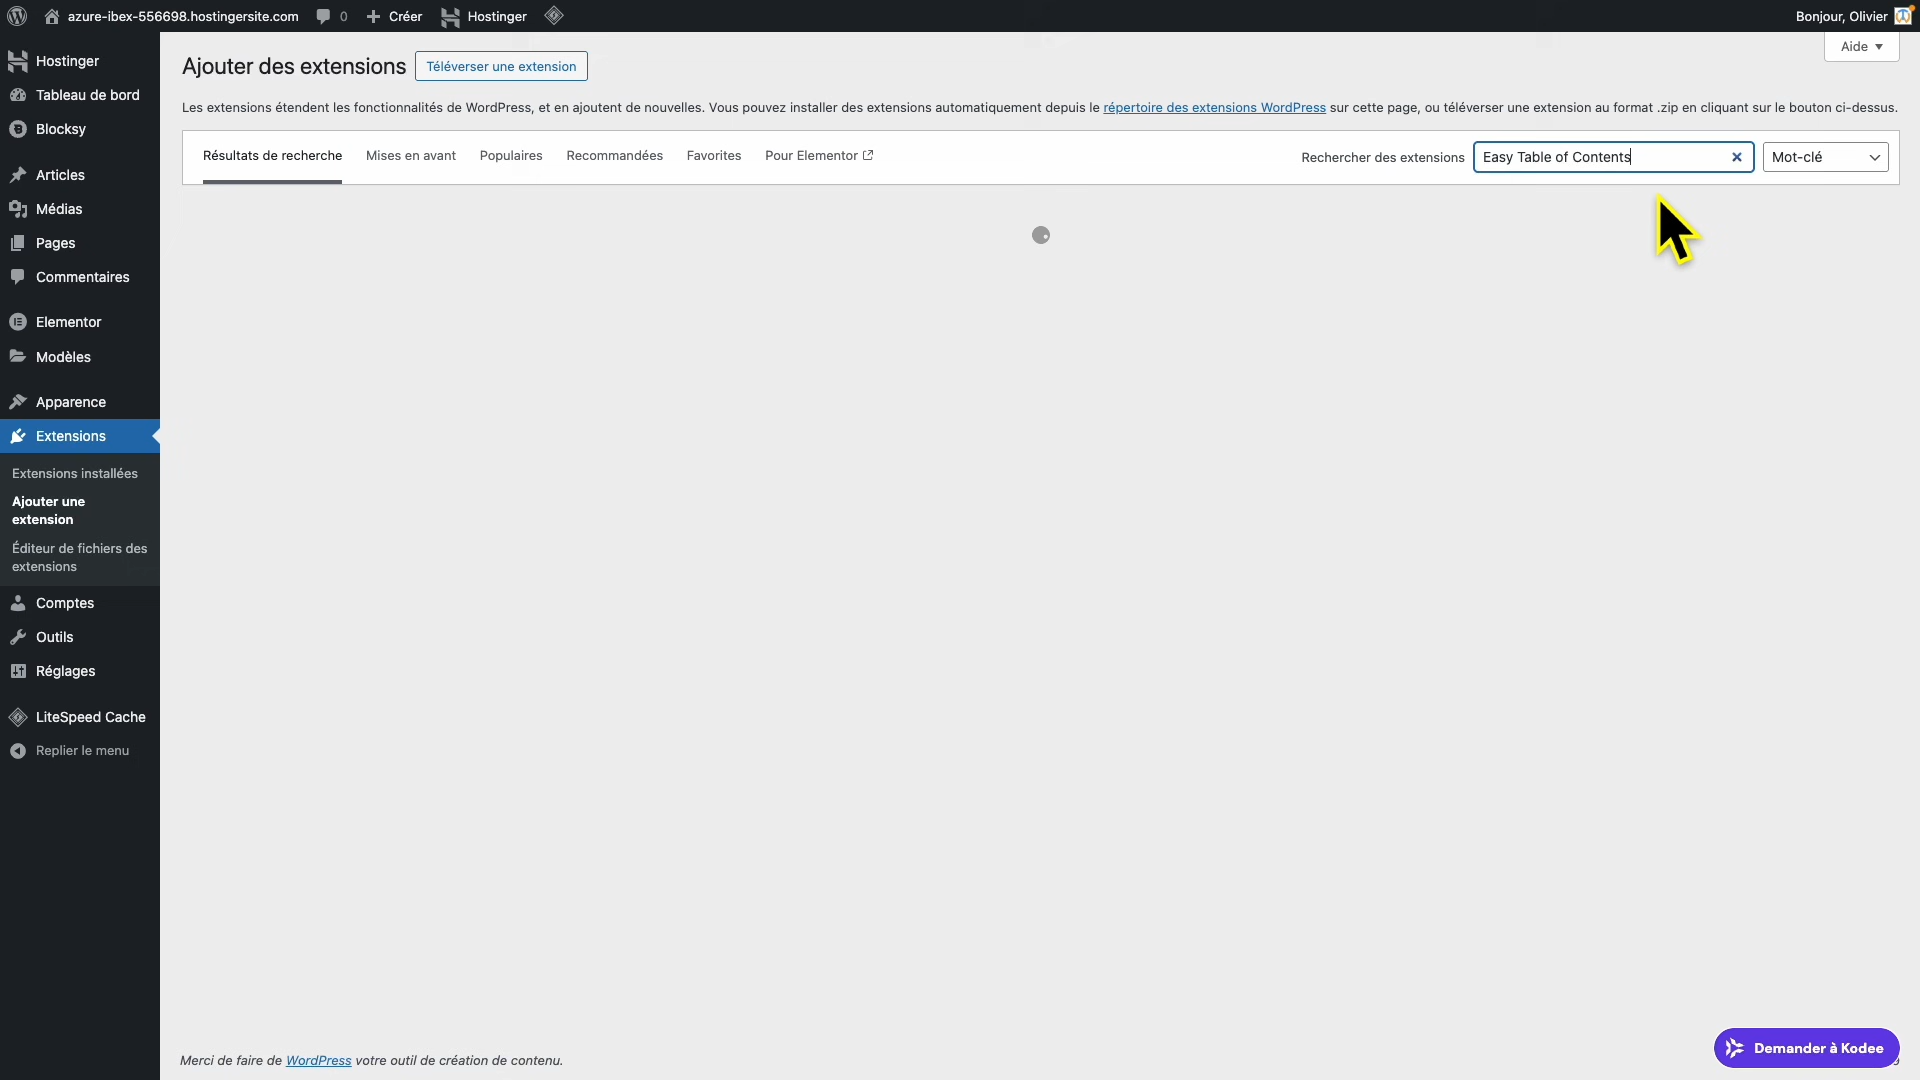 azure-ibex-556698.hostingersite.com 0 Créer Hostinger
Bonjour, Olivier
Hostinger
Tableau de bord
Blocksy
Articles
Médias
Pages
Commentaires
Elementor
Modèles
Apparence
Extensions
Extensions installées
Ajouter une
extension
Éditeur de fichiers des
extensions
Comptes
Outils
Réglages
LiteSpeed Cache
Replier le menu
Aide
Ajouter des extensions Téléverser une extension
Les extensions étendent les fonctionnalités de WordPress, et en ajoutent de nouvelles. Vous pouvez installer des extensions automatiquement depuis le répertoire des extensions WordPress sur cette page, ou téléverser une extension au format .zip en cliquant sur le bouton ci-dessus.
Résultats de recherche Mises en avant Populaires Recommandées Favorites Pour Elementor Rechercher des extensions Easy Table of Contents Mot-clé
Merci de faire de WordPress votre outil de création de contenu.
Demander à Kodee